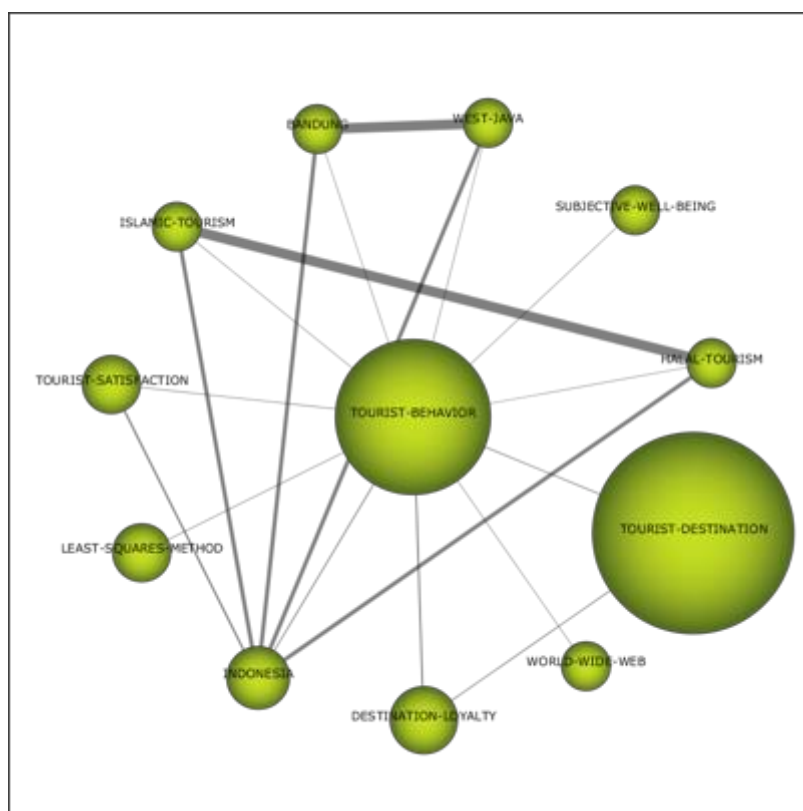 BANDUNG
WEST-JAVA
SUBJECTIVE-WELL-BEING
ISLAMIC-TOURISM
HALAL-TOURISM
TOURIST-SATISFACTION
TOURIST-BEHAVIOR
TOURIST-DESTINATION
LEAST-SQUARES-METHOD
WORLD-WIDE-WEB
INDONESIA
DESTINATION-LOYALTY